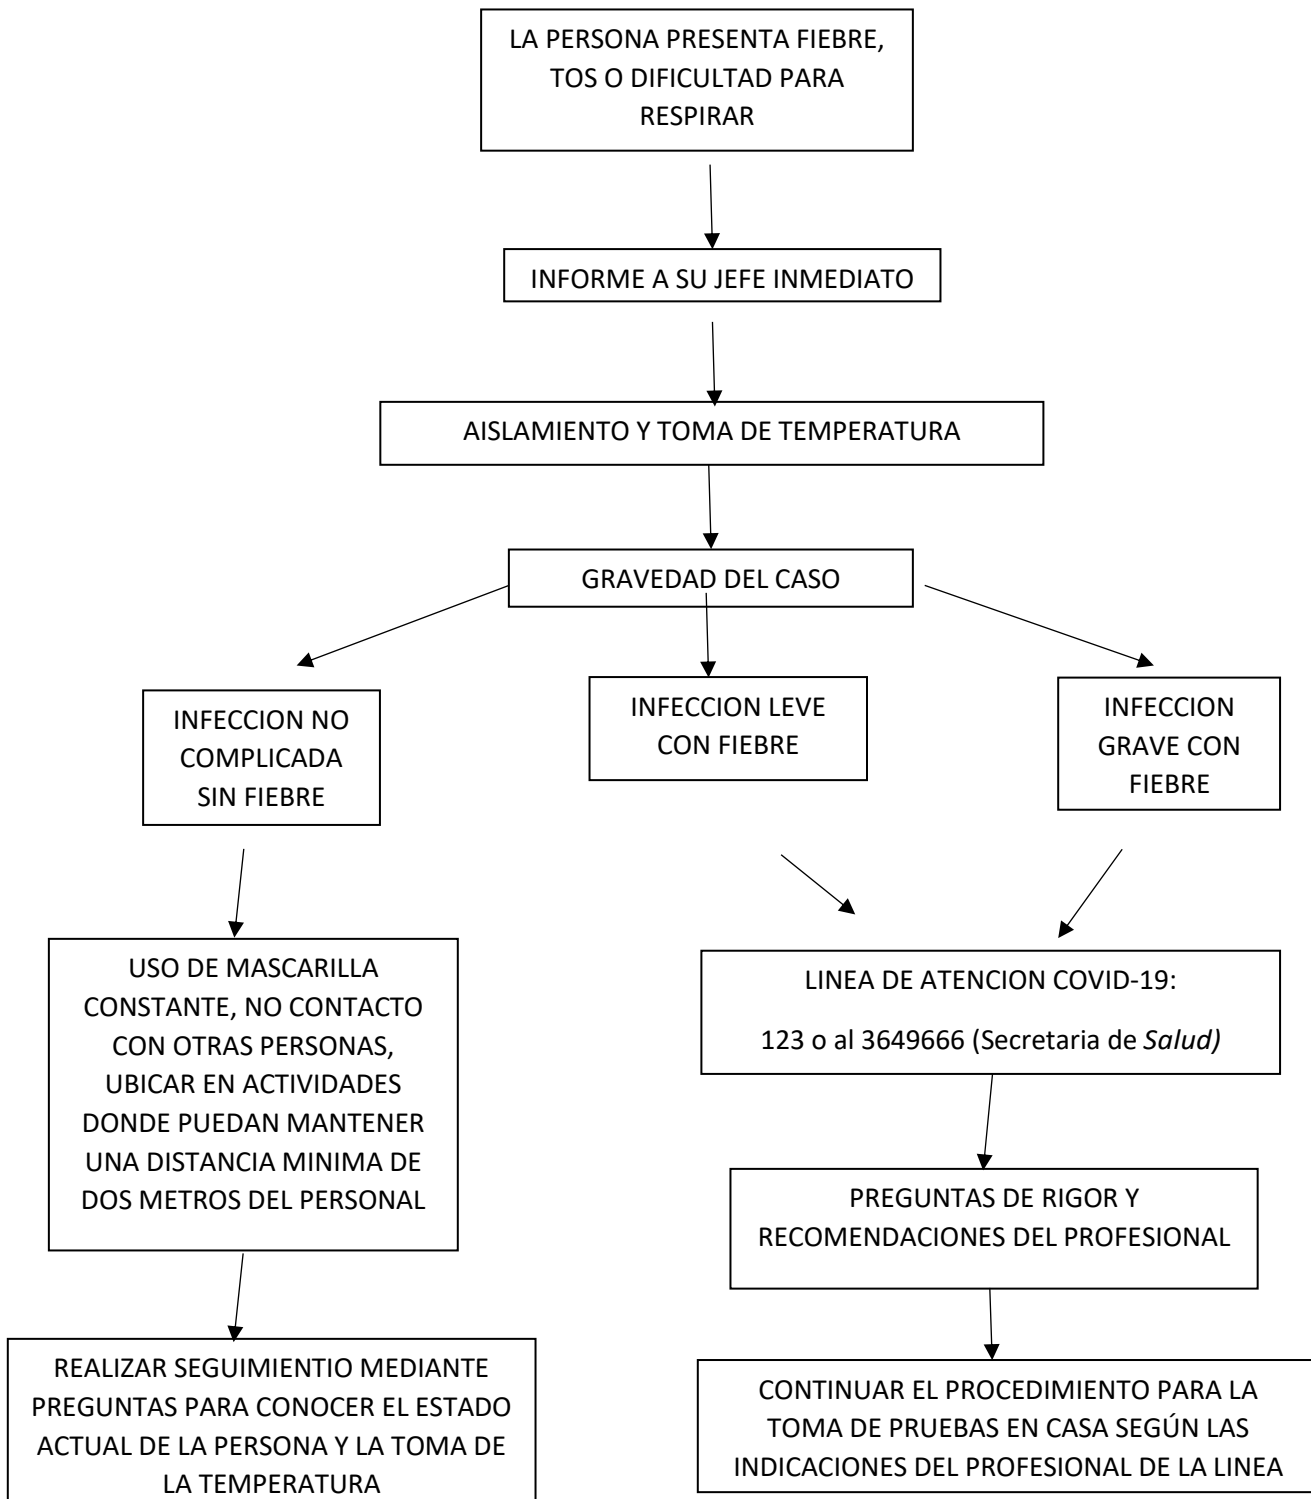 LA PERSONA PRESENTA FIEBRE,
TOS O DIFICULTAD PARA
RESPIRAR
INFORME A SU JEFE INMEDIATO
AISLAMIENTO Y TOMA DE TEMPERATURA
GRAVEDAD DEL CASO
INFECCION NO
COMPLICADA
SIN FIEBRE
INFECCION LEVE
CON FIEBRE
INFECCION
GRAVE CON
FIEBRE
USO DE MASCARILLA
CONSTANTE, NO CONTACTO
CON OTRAS PERSONAS,
UBICAR EN ACTIVIDADES
DONDE PUEDAN MANTENER
UNA DISTANCIA MINIMA DE
DOS METROS DEL PERSONAL
LINEA DE ATENCION COVID-19:
123 o al 3649666 (Secretaria de Salud)
PREGUNTAS DE RIGOR Y
RECOMENDACIONES DEL PROFESIONAL
REALIZAR SEGUIMIENTIO MEDIANTE
PREGUNTAS PARA CONOCER EL ESTADO
ACTUAL DE LA PERSONA Y LA TOMA DE
LA TEMPERATURA
CONTINUAR EL PROCEDIMIENTO PARA LA
TOMA DE PRUEBAS EN CASA SEGÚN LAS
INDICACIONES DEL PROFESIONAL DE LA LINEA